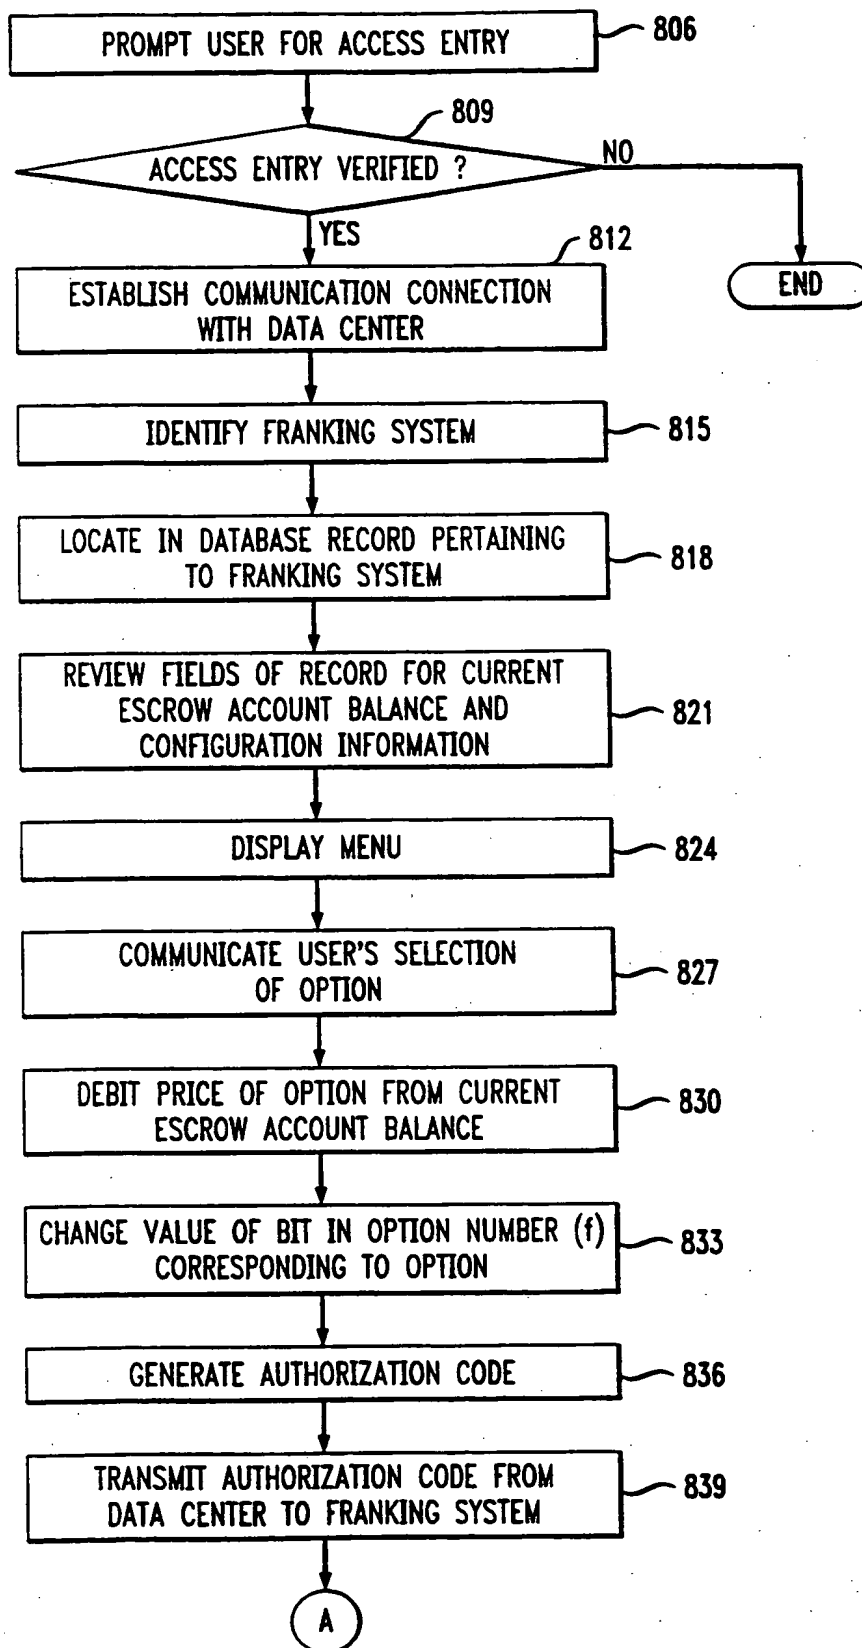 PROMPT USER FOR ACCESS ENTRY
806
809
ACCESS ENTRY VERIFIED ?
NO
YES
END
812
ESTABLISH COMMUNICATION CONNECTION
WITH DATA CENTER
IDENTIFY FRANKING SYSTEM
815
LOCATE IN DATABASE RECORD PERTAINING
TO FRANKING SYSTEM
818
REVIEW FIELDS OF RECORD FOR CURRENT
ESCROW ACCOUNT BALANCE AND
CONFIGURATION INFORMATION
821
DISPLAY MENU
824
COMMUNICATE USER'S SELECTION
OF OPTION
827
DEBIT PRICE OF OPTION FROM CURRENT
ESCROW ACCOUNT BALANCE
830
CHANGE VALUE OF BIT IN OPTION NUMBER (f)
CORRESPONDING TO OPTION
833
GENERATE AUTHORIZATION CODE
836
TRANSMIT AUTHORIZATION CODE FROM
DATA CENTER TO FRANKING SYSTEM
839
A